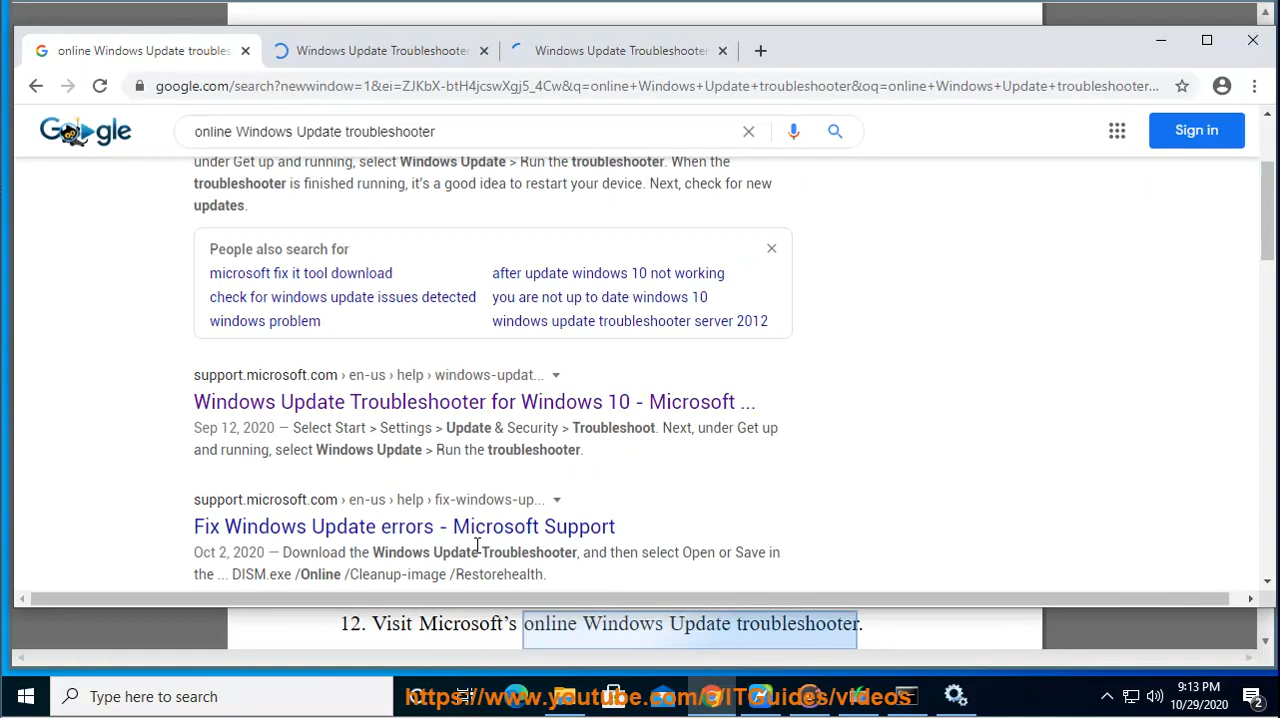 online Windows Update troubles
Windows Update Troubleshooter
Windows Update Troubleshooter
google.com/search?newwindow=1&ei=ZJKbX-btH4jcswXgj5_4Cw&q=online+Windows+Update+troubleshooter&oq=online+Windows+Update+troubleshooter...
Google
online Windows Update troubleshooter
Sign in
under Get up and running, select Windows Update > Run the troubleshooter. When the
troubleshooter is finished running, it's a good idea to restart your device. Next, check for new
updates.
People also search for
microsoft fix it tool download
after update windows 10 not working
check for windows update issues detected
you are not up to date windows 10
windows problem
windows update troubleshooter server 2012
support.microsoft.com › en-us › help › windows-updat...
Windows Update Troubleshooter for Windows 10 - Microsoft ...
Sep 12, 2020 — Select Start > Settings > Update & Security > Troubleshoot. Next, under Get up
and running, select Windows Update > Run the troubleshooter.
support.microsoft.com › en-us › help › fix-windows-up...
Fix Windows Update errors - Microsoft Support
Oct 2, 2020 — Download the Windows Update Troubleshooter, and then select Open or Save in
the ... DISM.exe /Online /Cleanup-image /Restorehealth.
12. Visit Microsoft's online Windows Update troubleshooter.
Type here to search
Https://www.youtube.com/c/ITGuides/videos
9:13 PM
10/29/2020
2